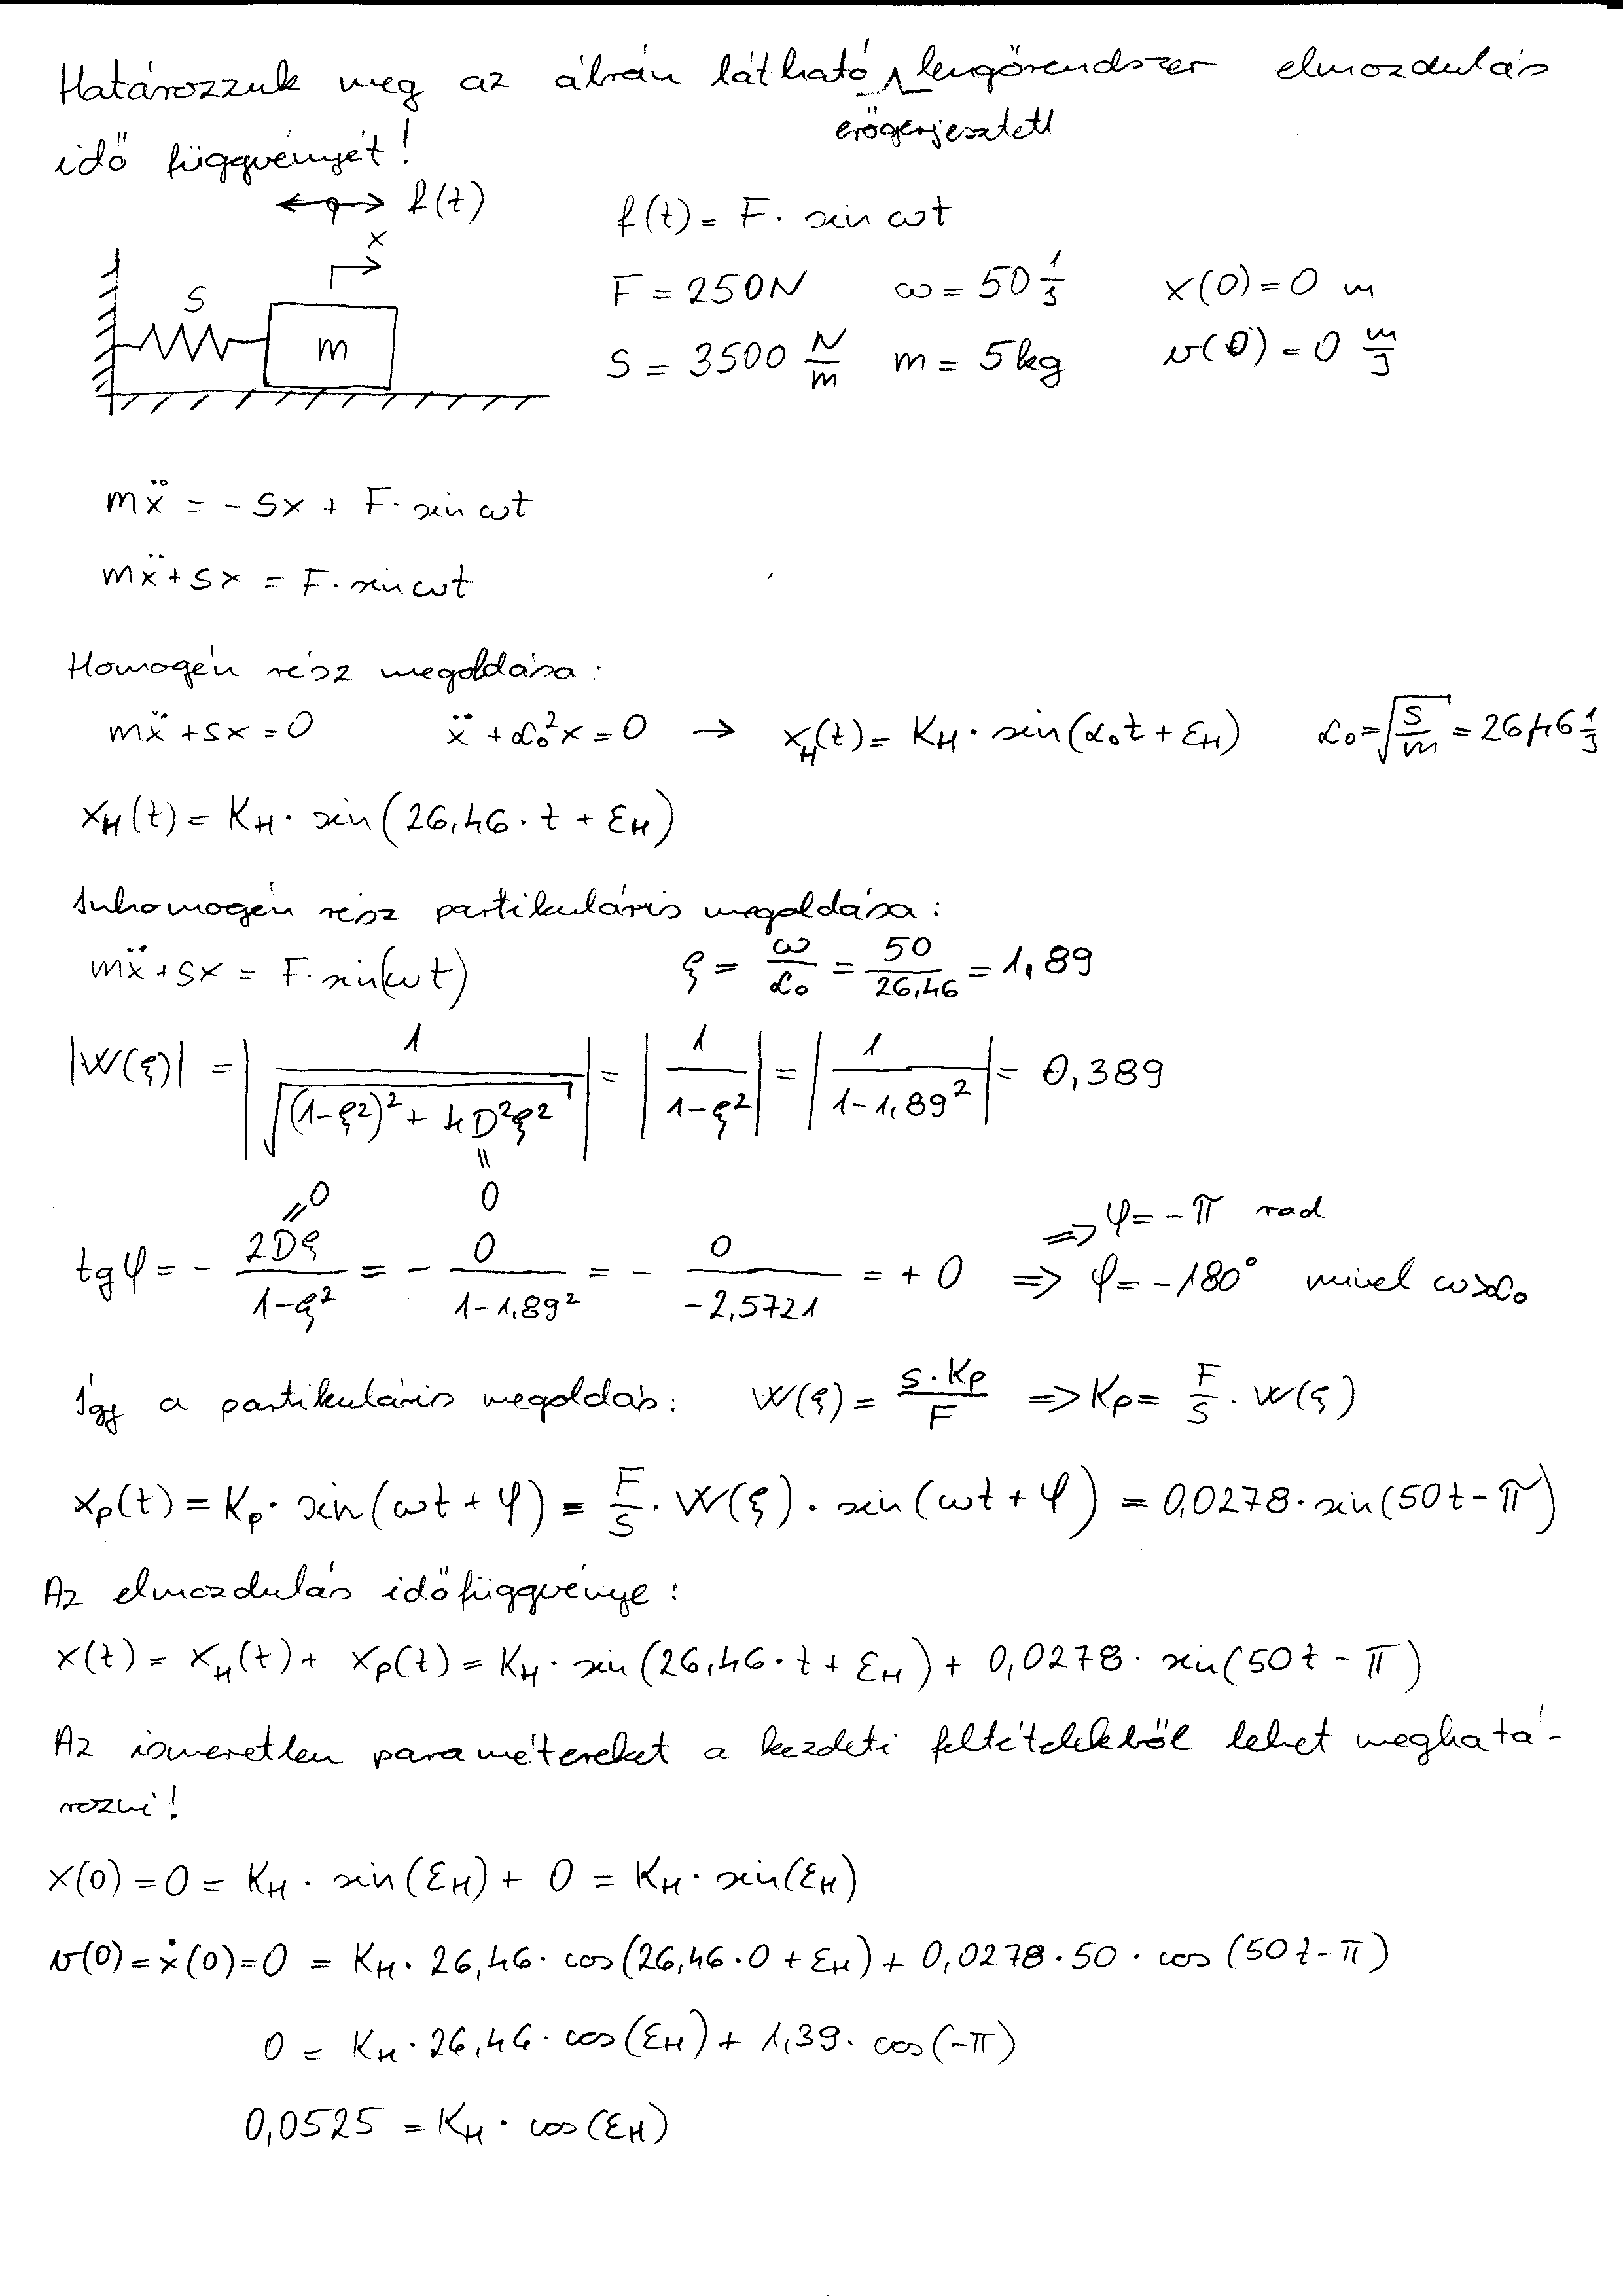 Határozzuk meg az ábrán látható erőgerjesztett lengőrendszer elmozdulás
idő függvényét!
f(t)
x
S
m
f(t) = F · sin ωt
F = 250N ω = 50 1/s x(0) = 0 m
S = 3500 N/m m = 5kg v(0) = 0 m/s
mẍ = -sx + F · sin ωt
mẍ + sx = F · sin ωt
Homogén rész megoldása:
mẍ + sx = 0 ẍ + α₀²x = 0 → x_H(t) = K_H · sin(α₀t + ε_H) α₀ = √(s/m) = 26,46 1/s
x_H(t) = K_H · sin(26,46 · t + ε_H)
Inhomogén rész partikuláris megoldása:
mẍ + sx = F · sin(ωt) ξ = ω/α₀ = 50/26,46 = 1,89
|W(ξ)| = |1/√((1-ξ²)² + 4D²ξ²)| = |1/(1-ξ²)| = |1/(1-1,89²)| = 0,389
= 0 = 0
⇒ φ = -π rad
tgφ = - 2Dξ/(1-ξ²) = - 0/(1-1,89²) = - 0/(-2,5721) = + 0 ⇒ φ = -180° mivel ω>α₀
Így a partikuláris megoldás: W(ξ) = s·K_p/F ⇒ K_p = F/s · W(ξ)
x_p(t) = K_p · sin(ωt + φ) = F/s · W(ξ) · sin(ωt + φ) = 0,0278 · sin(50t - π)
Az elmozdulás időfüggvénye:
x(t) = x_H(t) + x_p(t) = K_H · sin(26,46 · t + ε_H) + 0,0278 · sin(50t - π)
Az ismeretlen paramétereket a kezdeti feltételekből lehet meghatá-
rozni!
x(0) = 0 = K_H · sin(ε_H) + 0 = K_H · sin(ε_H)
v(0) = ẋ(0) = 0 = K_H · 26,46 · cos(26,46 · 0 + ε_H) + 0,0278 · 50 · cos(50t - π)
0 = K_H · 26,46 · cos(ε_H) + 1,39 · cos(-π)
0,0525 = K_H · cos(ε_H)